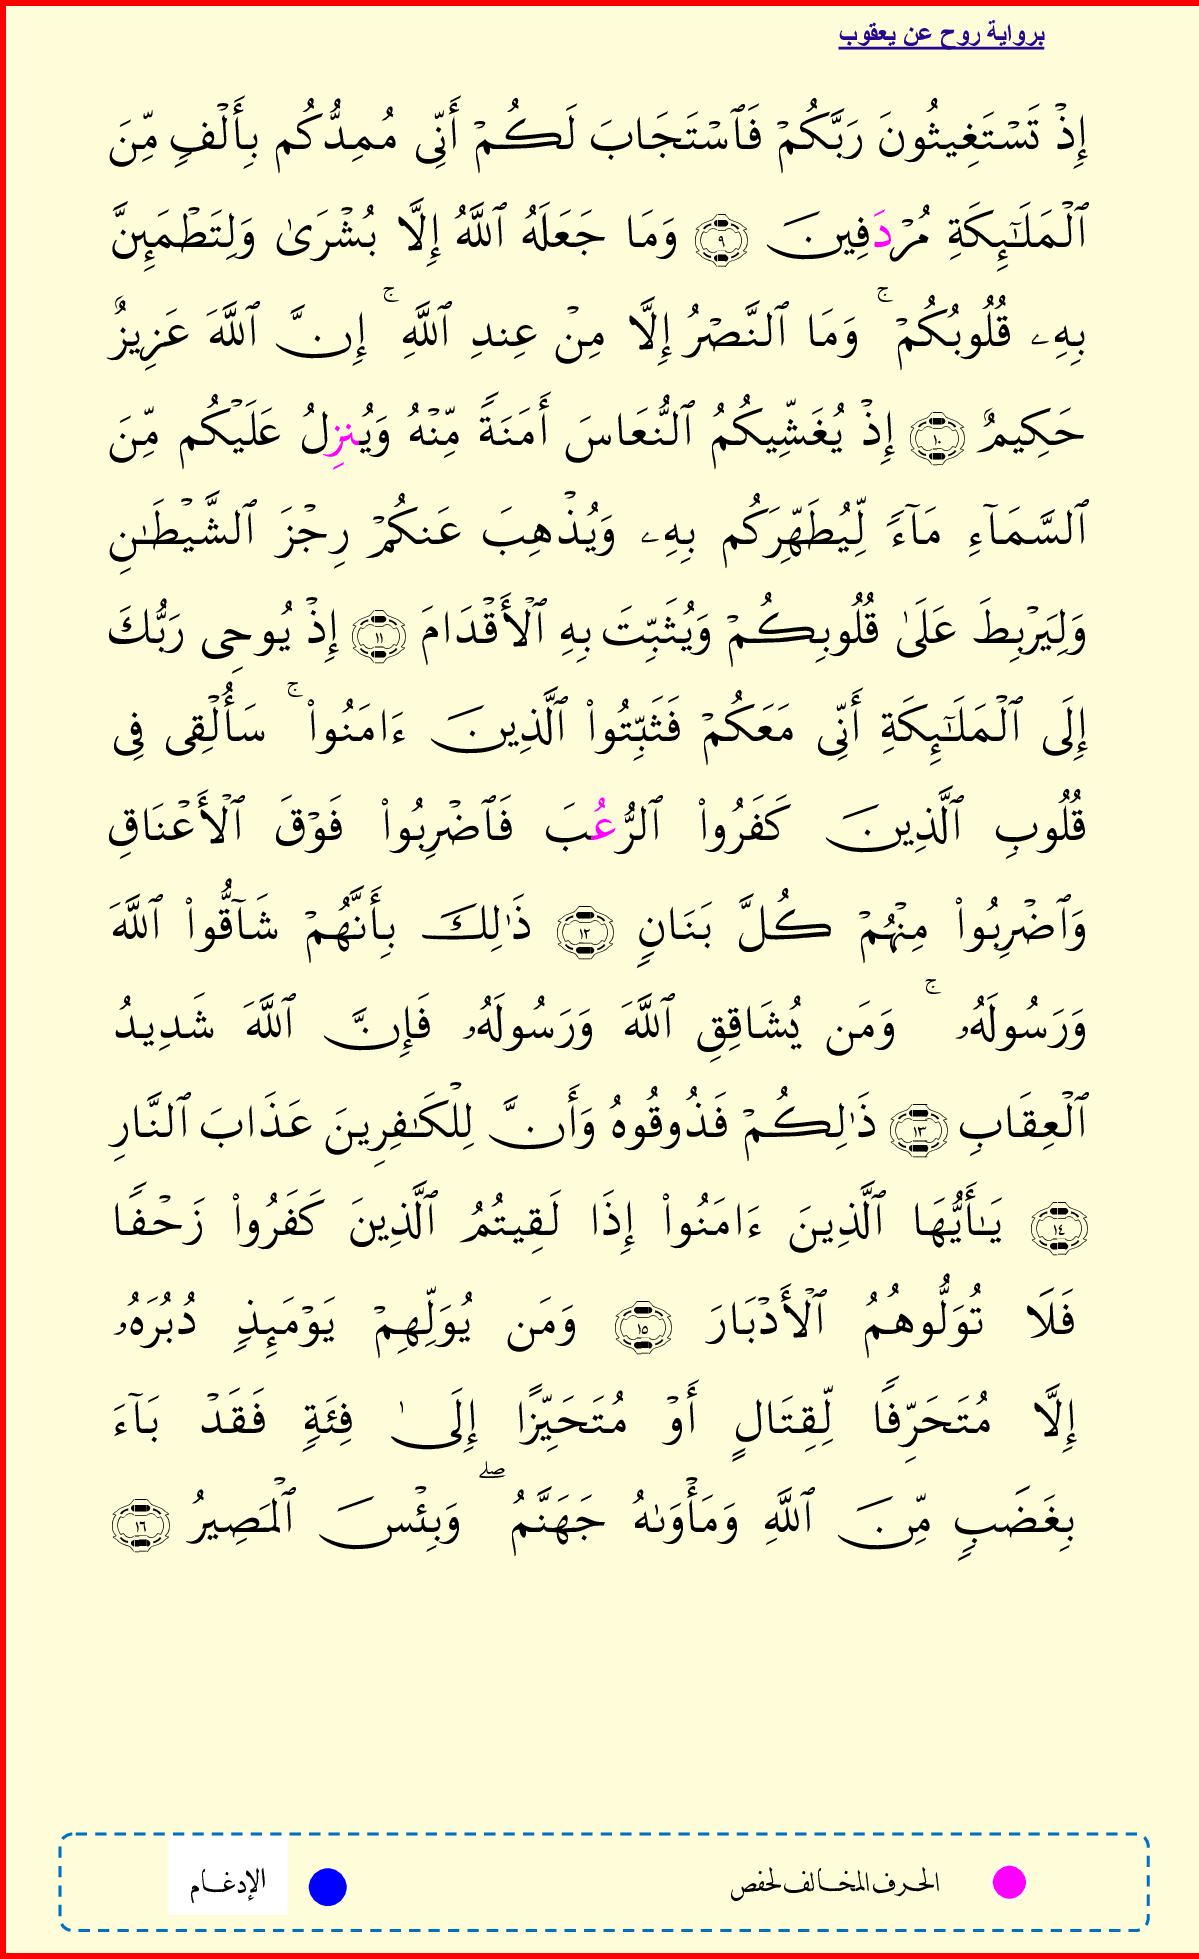 برواية روح عن يعقوب
إِذۡ تَسۡتَغِيثُونَ رَبَّكُمۡ فَٱسۡتَجَابَ لَكُمۡ أَنِّى مُمِدُّكُم بِأَلۡفٖ مِّنَ
ٱلۡمَلَٰٓئِكَةِ مُرۡدَفِينَ ٩ وَمَا جَعَلَهُ ٱللَّهُ إِلَّا بُشۡرَىٰ وَلِتَطۡمَئِنَّ
بِهِۦ قُلُوبُكُمۡۚ وَمَا ٱلنَّصۡرُ إِلَّا مِنۡ عِندِ ٱللَّهِۚ إِنَّ ٱللَّهَ عَزِيزٌ
حَكِيمٌ ١٠ إِذۡ يُغَشِّيكُمُ ٱلنُّعَاسَ أَمَنَةٗ مِّنۡهُ وَيُنزِلُ عَلَيۡكُم مِّنَ
ٱلسَّمَآءِ مَآءٗ لِّيُطَهِّرَكُم بِهِۦ وَيُذۡهِبَ عَنكُمۡ رِجۡزَ ٱلشَّيۡطَٰنِ
وَلِيَرۡبِطَ عَلَىٰ قُلُوبِكُمۡ وَيُثَبِّتَ بِهِ ٱلۡأَقۡدَامَ ١١ إِذۡ يُوحِى رَبُّكَ
إِلَى ٱلۡمَلَٰٓئِكَةِ أَنِّى مَعَكُمۡ فَثَبِّتُواْ ٱلَّذِينَ ءَامَنُواْۚ سَأُلۡقِى فِى
قُلُوبِ ٱلَّذِينَ كَفَرُواْ ٱلرُّعُبَ فَٱضۡرِبُواْ فَوۡقَ ٱلۡأَعۡنَاقِ
وَٱضۡرِبُواْ مِنۡهُمۡ كُلَّ بَنَانٖ ١٢ ذَٰلِكَ بِأَنَّهُمۡ شَآقُّواْ ٱللَّهَ
وَرَسُولَهُۥۚ وَمَن يُشَاقِقِ ٱللَّهَ وَرَسُولَهُۥ فَإِنَّ ٱللَّهَ شَدِيدُ
ٱلۡعِقَابِ ١٣ ذَٰلِكُمۡ فَذُوقُوهُ وَأَنَّ لِلۡكَٰفِرِينَ عَذَابَ ٱلنَّارِ
١٤ يَٰٓأَيُّهَا ٱلَّذِينَ ءَامَنُواْ إِذَا لَقِيتُمُ ٱلَّذِينَ كَفَرُواْ زَحۡفٗا
فَلَا تُوَلُّوهُمُ ٱلۡأَدۡبَارَ ١٥ وَمَن يُوَلِّهِمۡ يَوۡمَئِذٖ دُبُرَهُۥ
إِلَّا مُتَحَرِّفٗا لِّقِتَالٍ أَوۡ مُتَحَيِّزًا إِلَىٰ فِئَةٖ فَقَدۡ بَآءَ
بِغَضَبٖ مِّنَ ٱللَّهِ وَمَأۡوَىٰهُ جَهَنَّمُۖ وَبِئۡسَ ٱلۡمَصِيرُ ١٦
الحرف المخالف لحفص
الإدغام